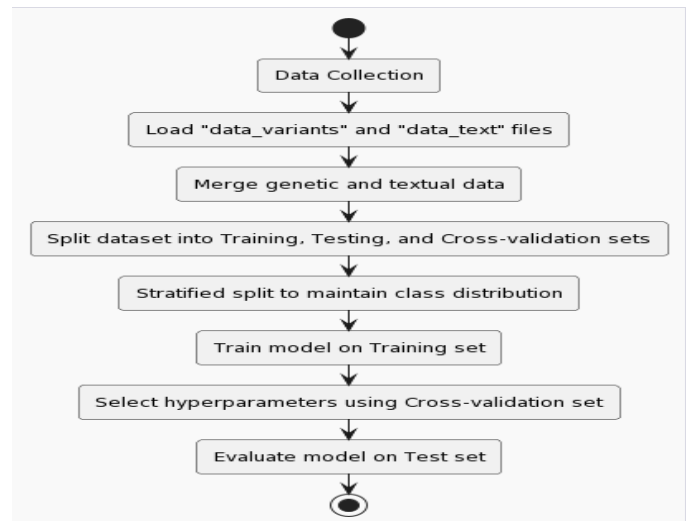 Data Collection
Load "data_variants" and "data_text" files
Merge genetic and textual data
Split dataset into Training, Testing, and Cross-validation sets
Stratified split to maintain class distribution
Train model on Training set
Select hyperparameters using Cross-validation set
Evaluate model on Test set